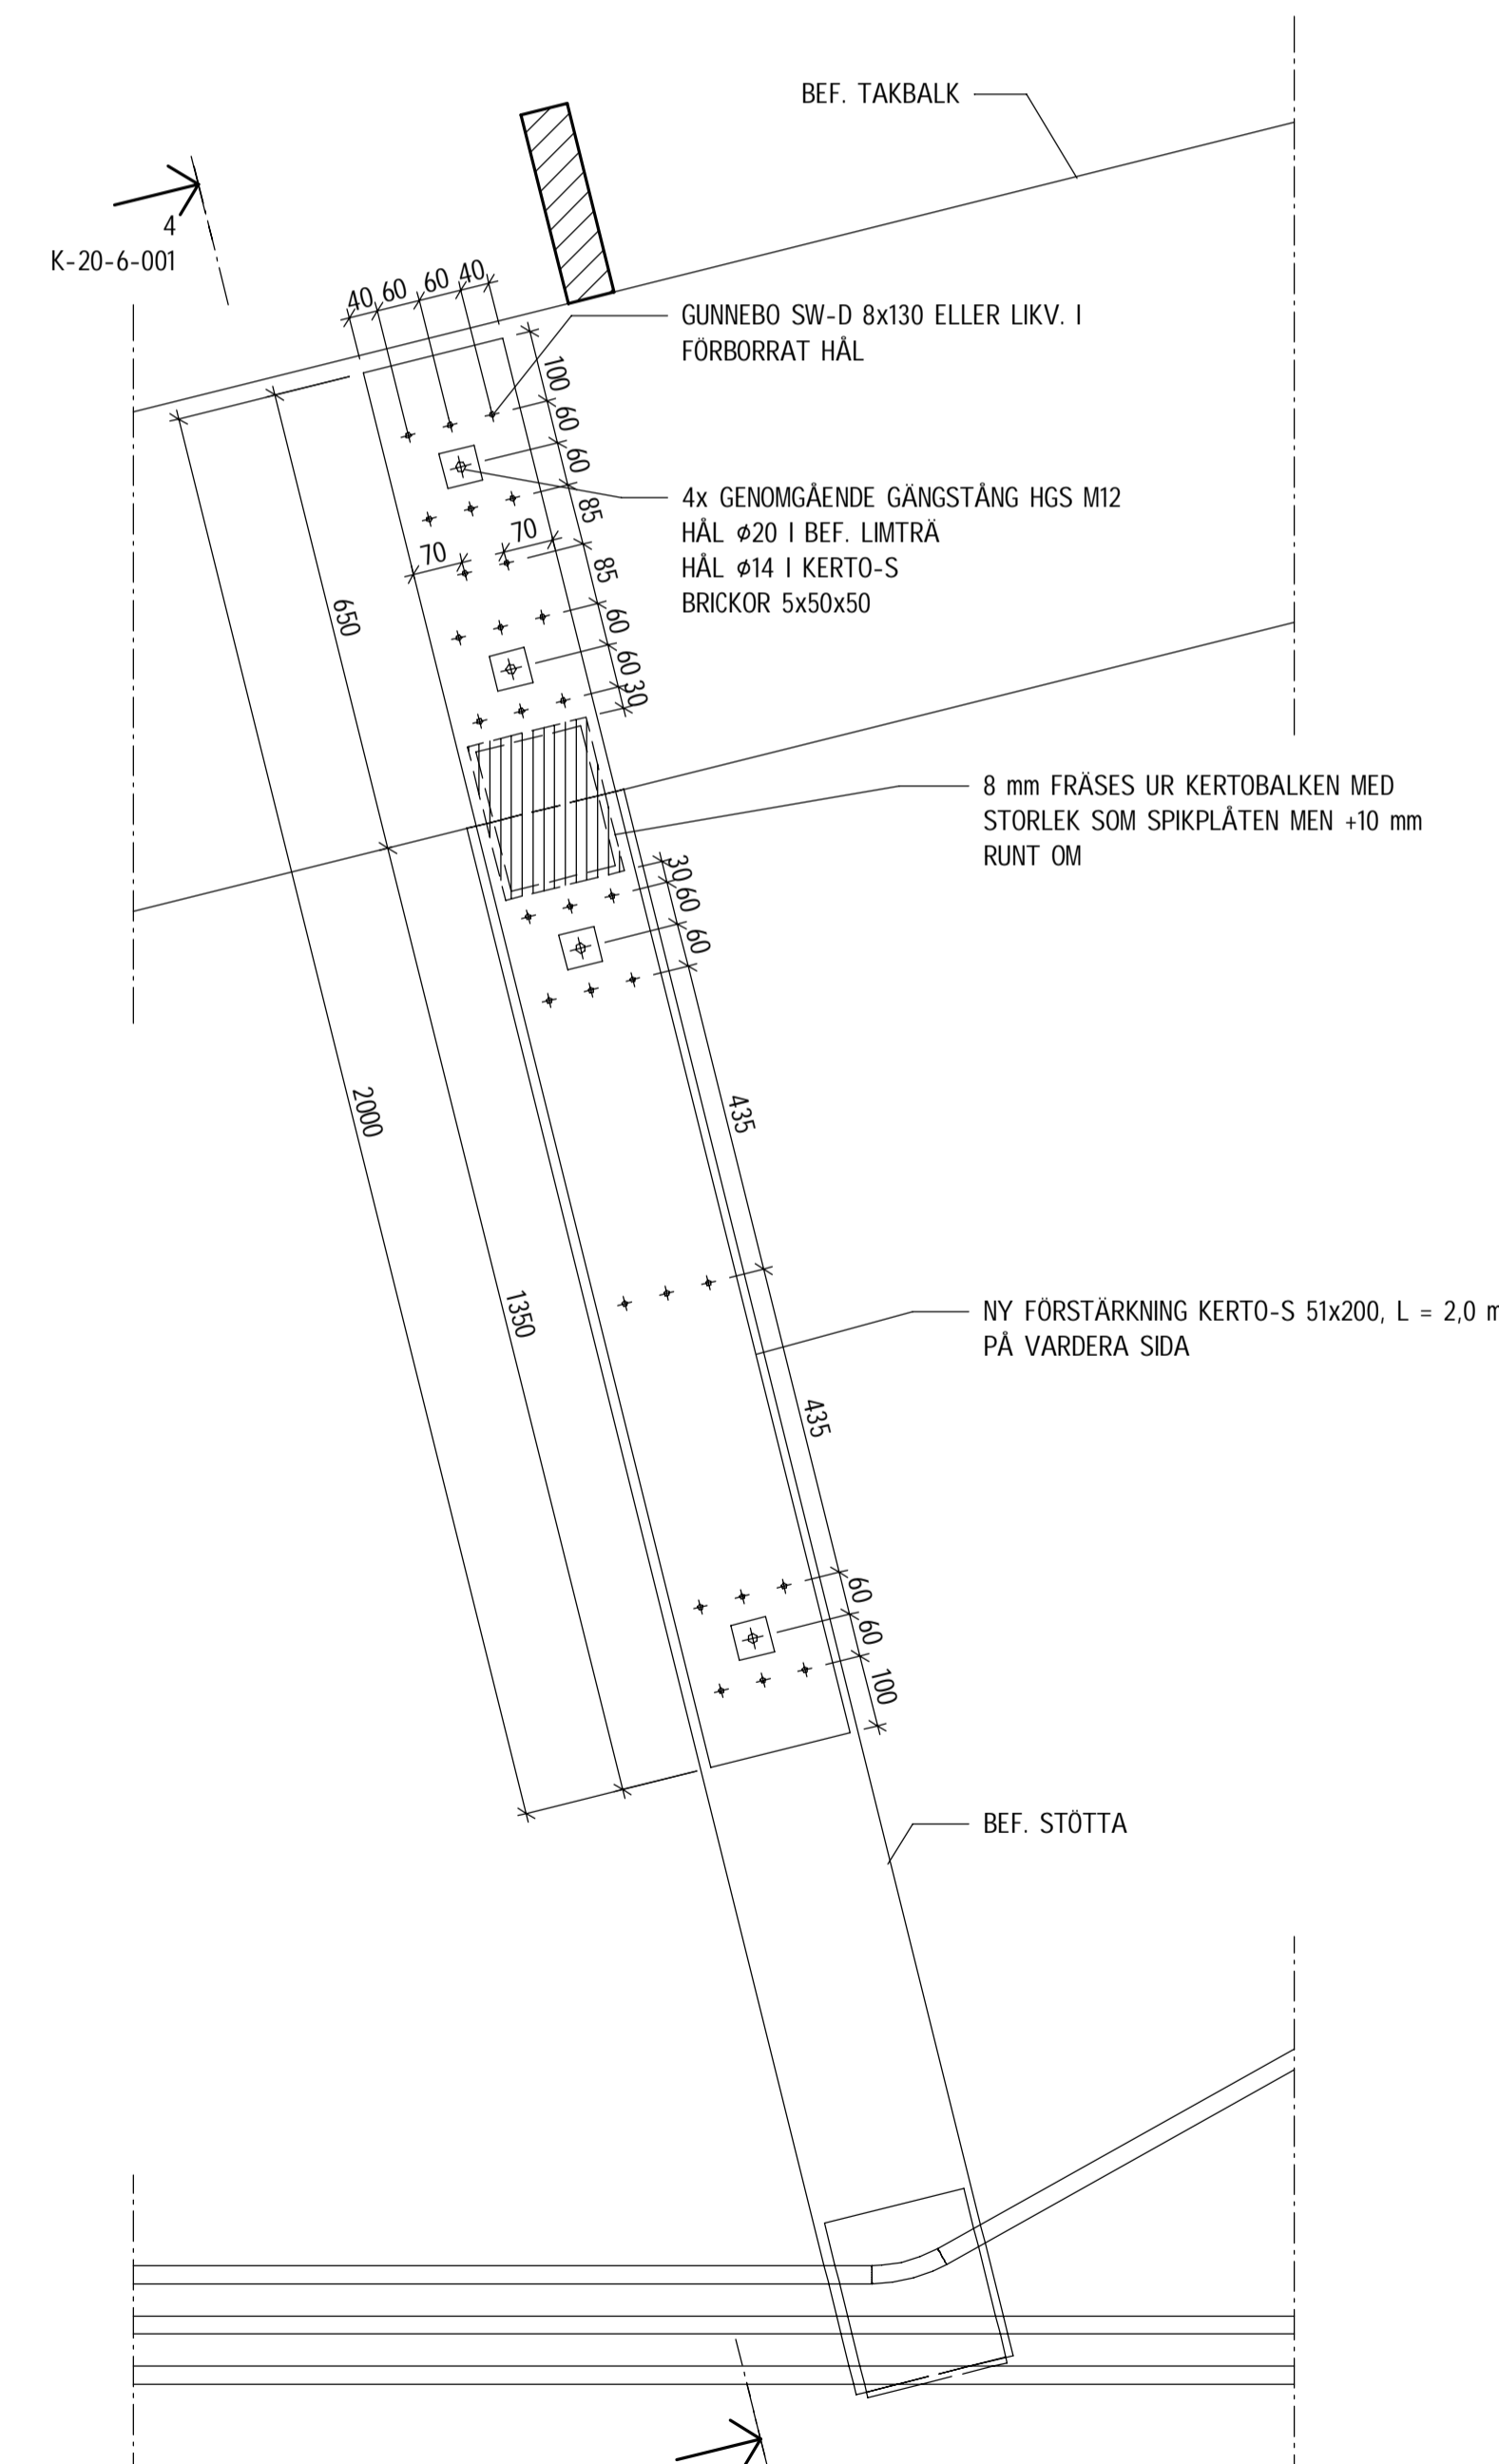 BEF. TAKBALK
4
K-20-6-001
40 60 60 40
GUNNEBO SW-D 8x130 ELLER LIKV. I
FÖRBORRAT HÅL
100
60
60
85
4x GENOMGÅENDE GÄNGSTÅNG HGS M12
HÅL ø20 I BEF. LIMTRÄ
HÅL ø14 I KERTO-S
BRICKOR 5x50x50
70 70
85
60
60
30
650
8 mm FRÄSES UR KERTOBALKEN MED
STORLEK SOM SPIKPLÅTEN MEN +10 mm
RUNT OM
30
60
60
2000
435
1350
NY FÖRSTÄRKNING KERTO-S 51x200, L = 2,0 m
PÅ VARDERA SIDA
435
60
60
100
BEF. STÖTTA